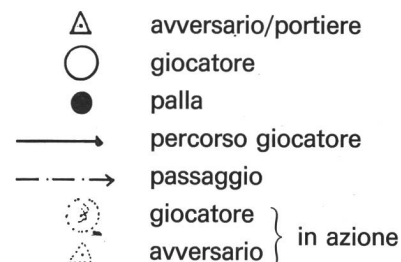 avversario/portiere
giocatore
palla
percorso giocatore
passaggio
giocatore
avversario
in azione